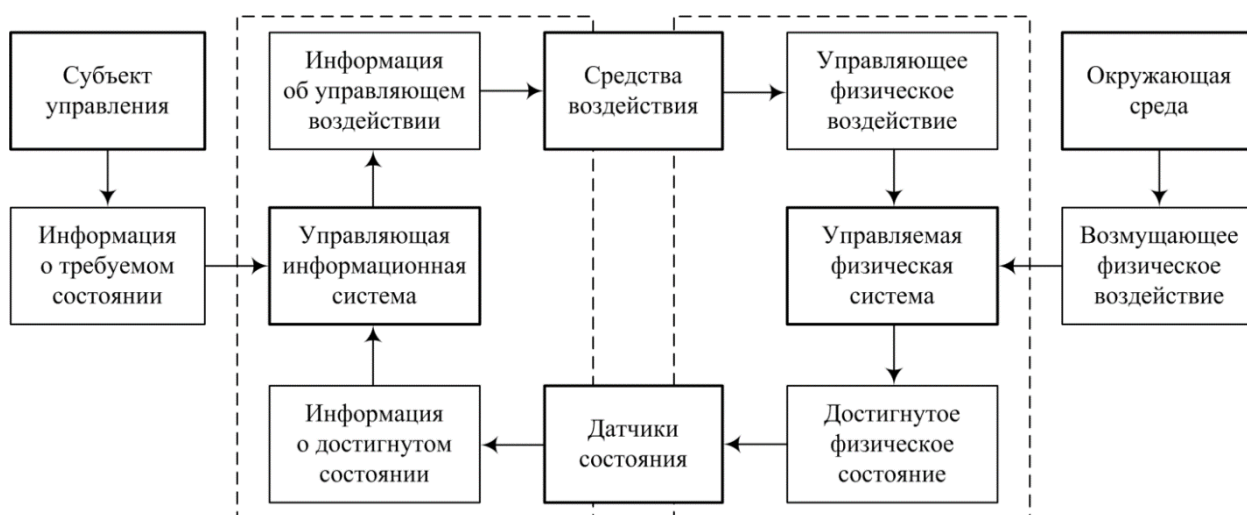 Субъект
управления
Информация
об управляющем
воздействии
Средства
воздействия
Управляющее
физическое
воздействие
Окружающая
среда
Информация
о требуемом
состоянии
Управляющая
информационная
система
Управляемая
физическая
система
Возмущающее
физическое
воздействие
Информация
о достигнутом
состоянии
Датчики
состояния
Достигнутое
физическое
состояние